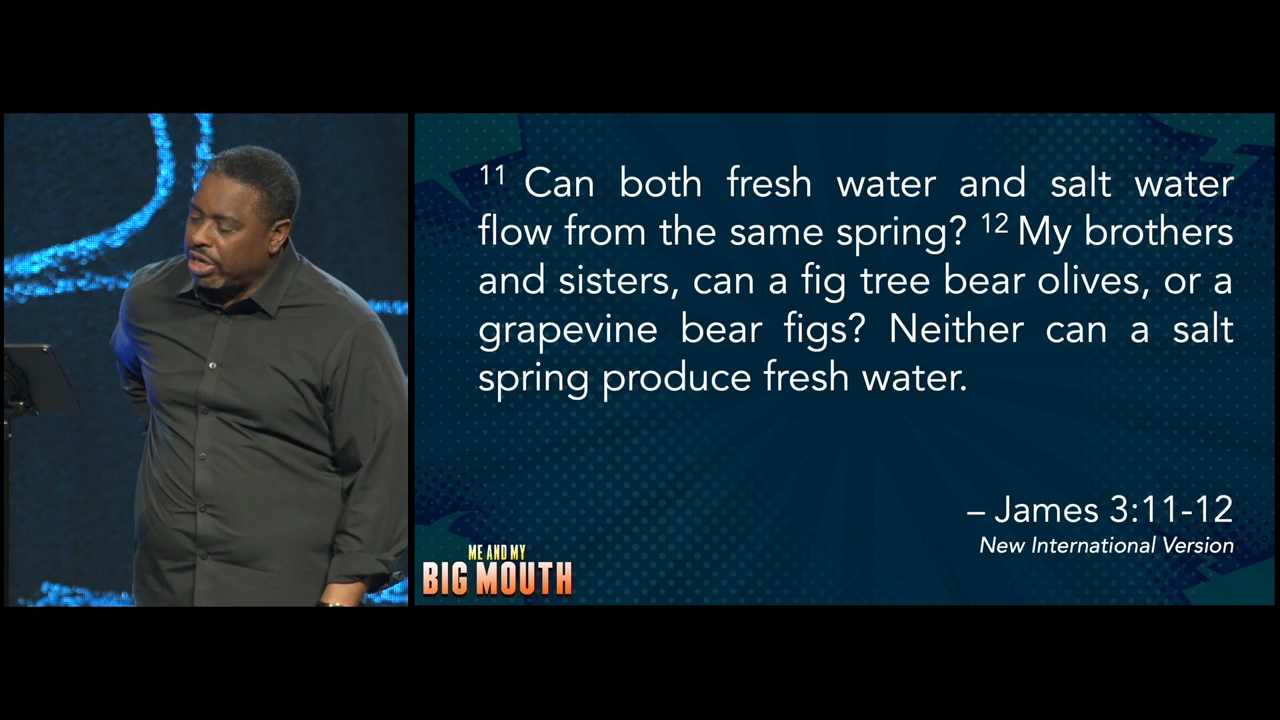 ¹¹ Can both fresh water and salt water
flow from the same spring? ¹² My brothers
and sisters, can a fig tree bear olives, or a
grapevine bear figs? Neither can a salt
spring produce fresh water.
– James 3:11-12
New International Version
ME AND MY
BIG MOUTH